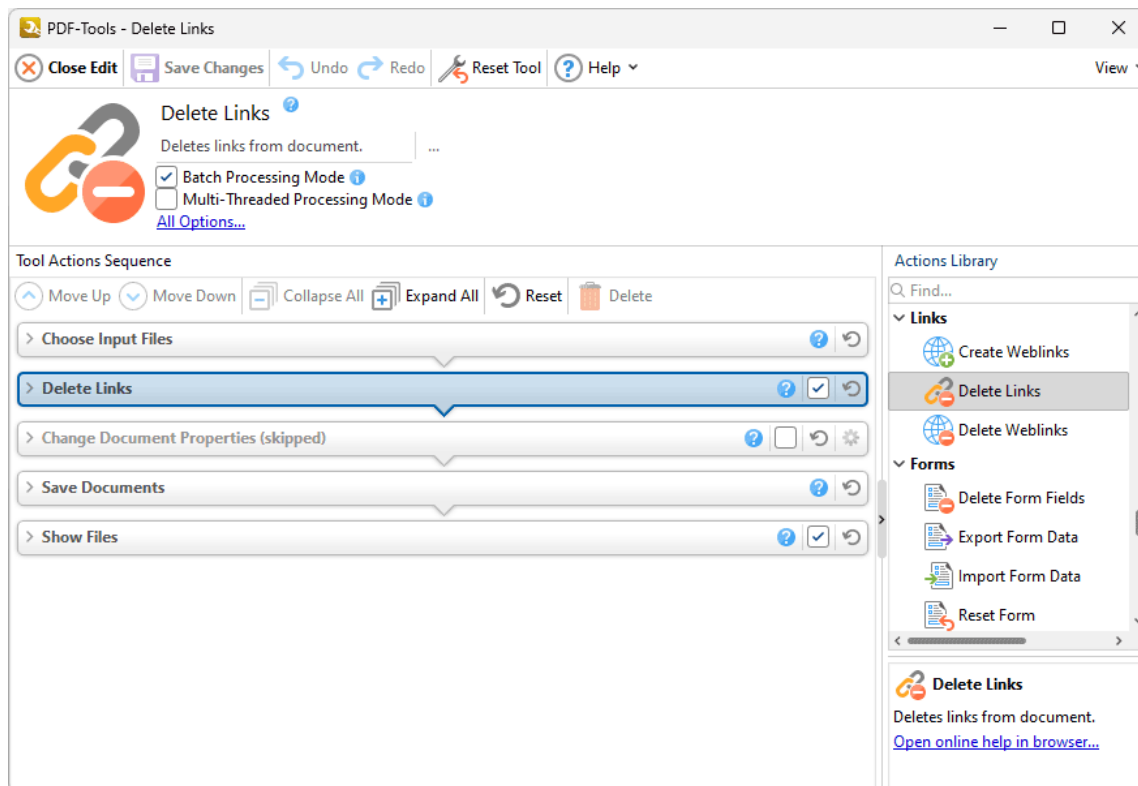 PDF-Tools - Delete Links
Close Edit Save Changes Undo Redo Reset Tool ? Help View
Delete Links ?
Deletes links from document. ...
Batch Processing Mode i
Multi-Threaded Processing Mode i
All Options...
Tool Actions Sequence
Move Up Move Down Collapse All Expand All Reset Delete
Choose Input Files ?
Delete Links ?
Change Document Properties (skipped) ?
Save Documents ?
Show Files ?
Actions Library
Find...
Links
Create Weblinks
Delete Links
Delete Weblinks
Forms
Delete Form Fields
Export Form Data
Import Form Data
Reset Form
Delete Links
Deletes links from document.
Open online help in browser...